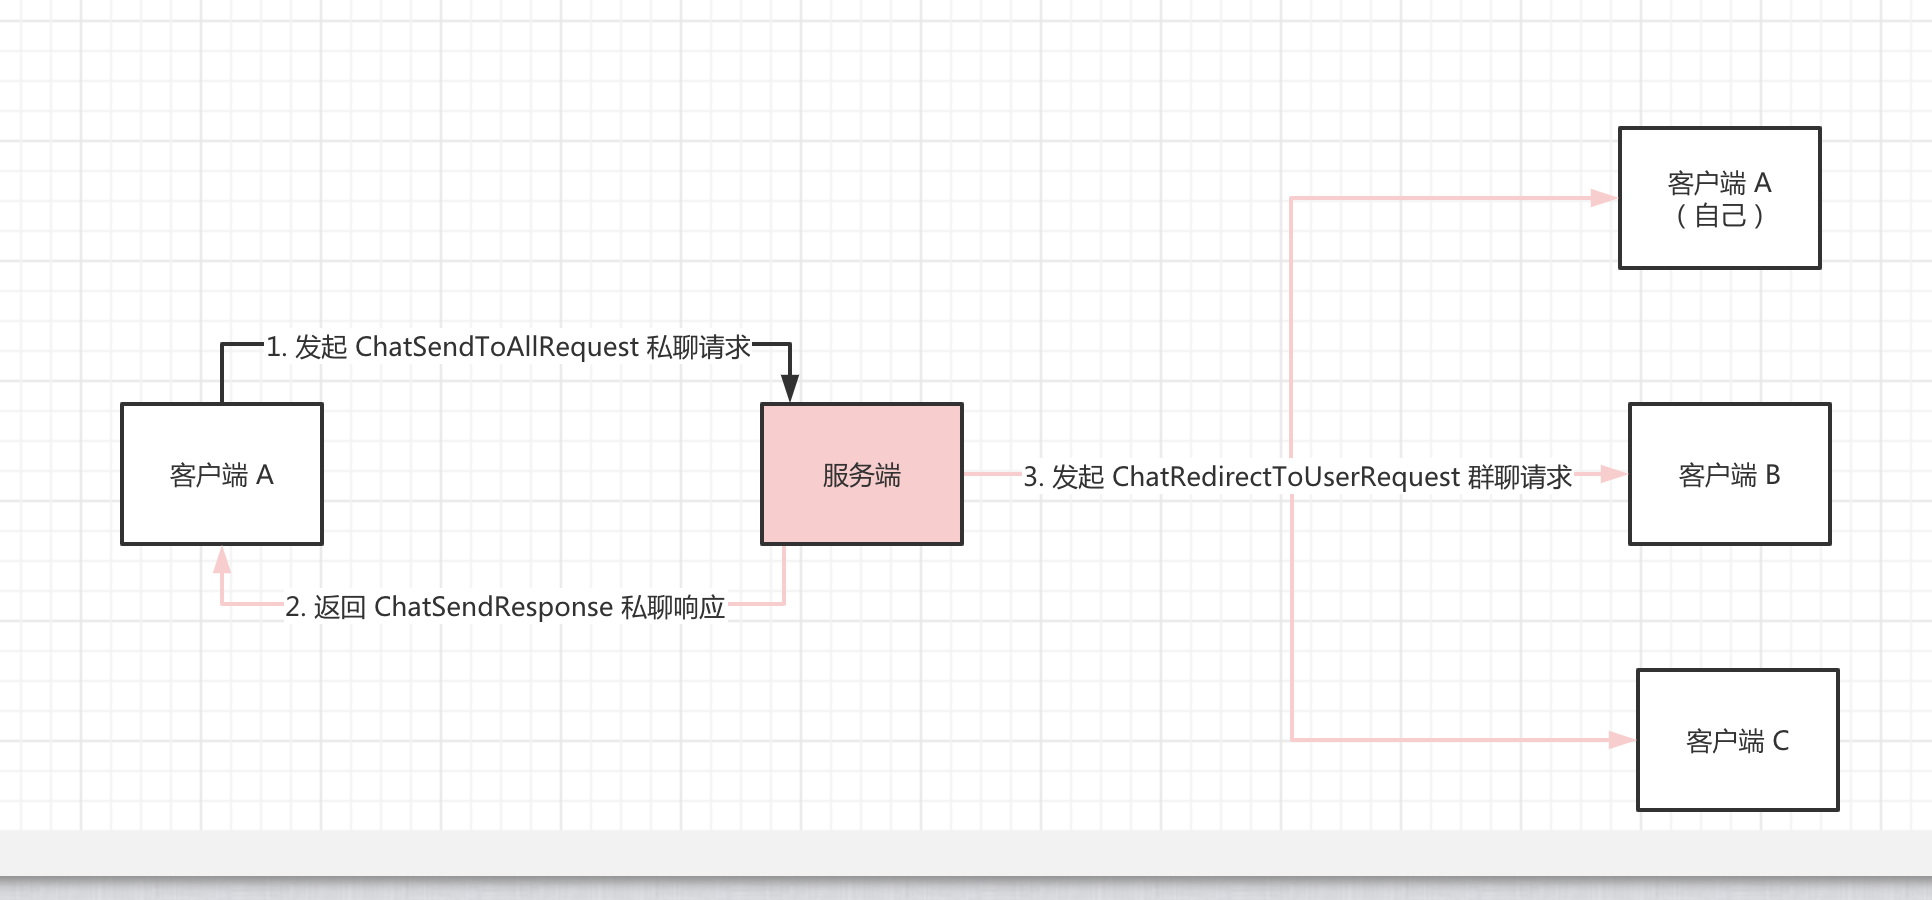 客户端 A
（自己）
1. 发起 ChatSendToAllRequest 私聊请求
客户端 A
服务端
3. 发起 ChatRedirectToUserRequest 群聊请求
客户端 B
2. 返回 ChatSendResponse 私聊响应
客户端 C